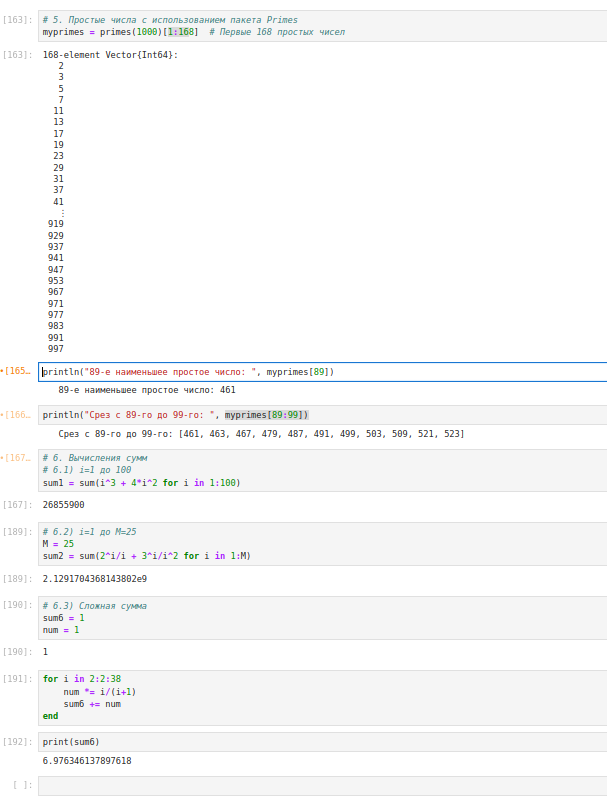 [163]: # 5. Простые числа с использованием пакета Primes
myprimes = primes(1000)[1:168] # Первые 168 простых чисел
[163]: 168-element Vector{Int64}:
2
3
5
7
11
13
17
19
23
29
31
37
41
⋮
919
929
937
941
947
953
967
971
977
983
991
997
•[165… println("89-е наименьшее простое число: ", myprimes[89])
89-е наименьшее простое число: 461
•[166… println("Срез с 89-го до 99-го: ", myprimes[89:99])
Срез с 89-го до 99-го: [461, 463, 467, 479, 487, 491, 499, 503, 509, 521, 523]
•[167… # 6. Вычисления сумм
# 6.1) i=1 до 100
sum1 = sum(i^3 + 4*i^2 for i in 1:100)
[167]: 26855900
[189]: # 6.2) i=1 до M=25
M = 25
sum2 = sum(2^i/i + 3^i/i^2 for i in 1:M)
[189]: 2.1291704368143802e9
[190]: # 6.3) Сложная сумма
sum6 = 1
num = 1
[190]: 1
[191]: for i in 2:2:38
num *= i/(i+1)
sum6 += num
end
[192]: print(sum6)
6.976346137897618
[ ]: